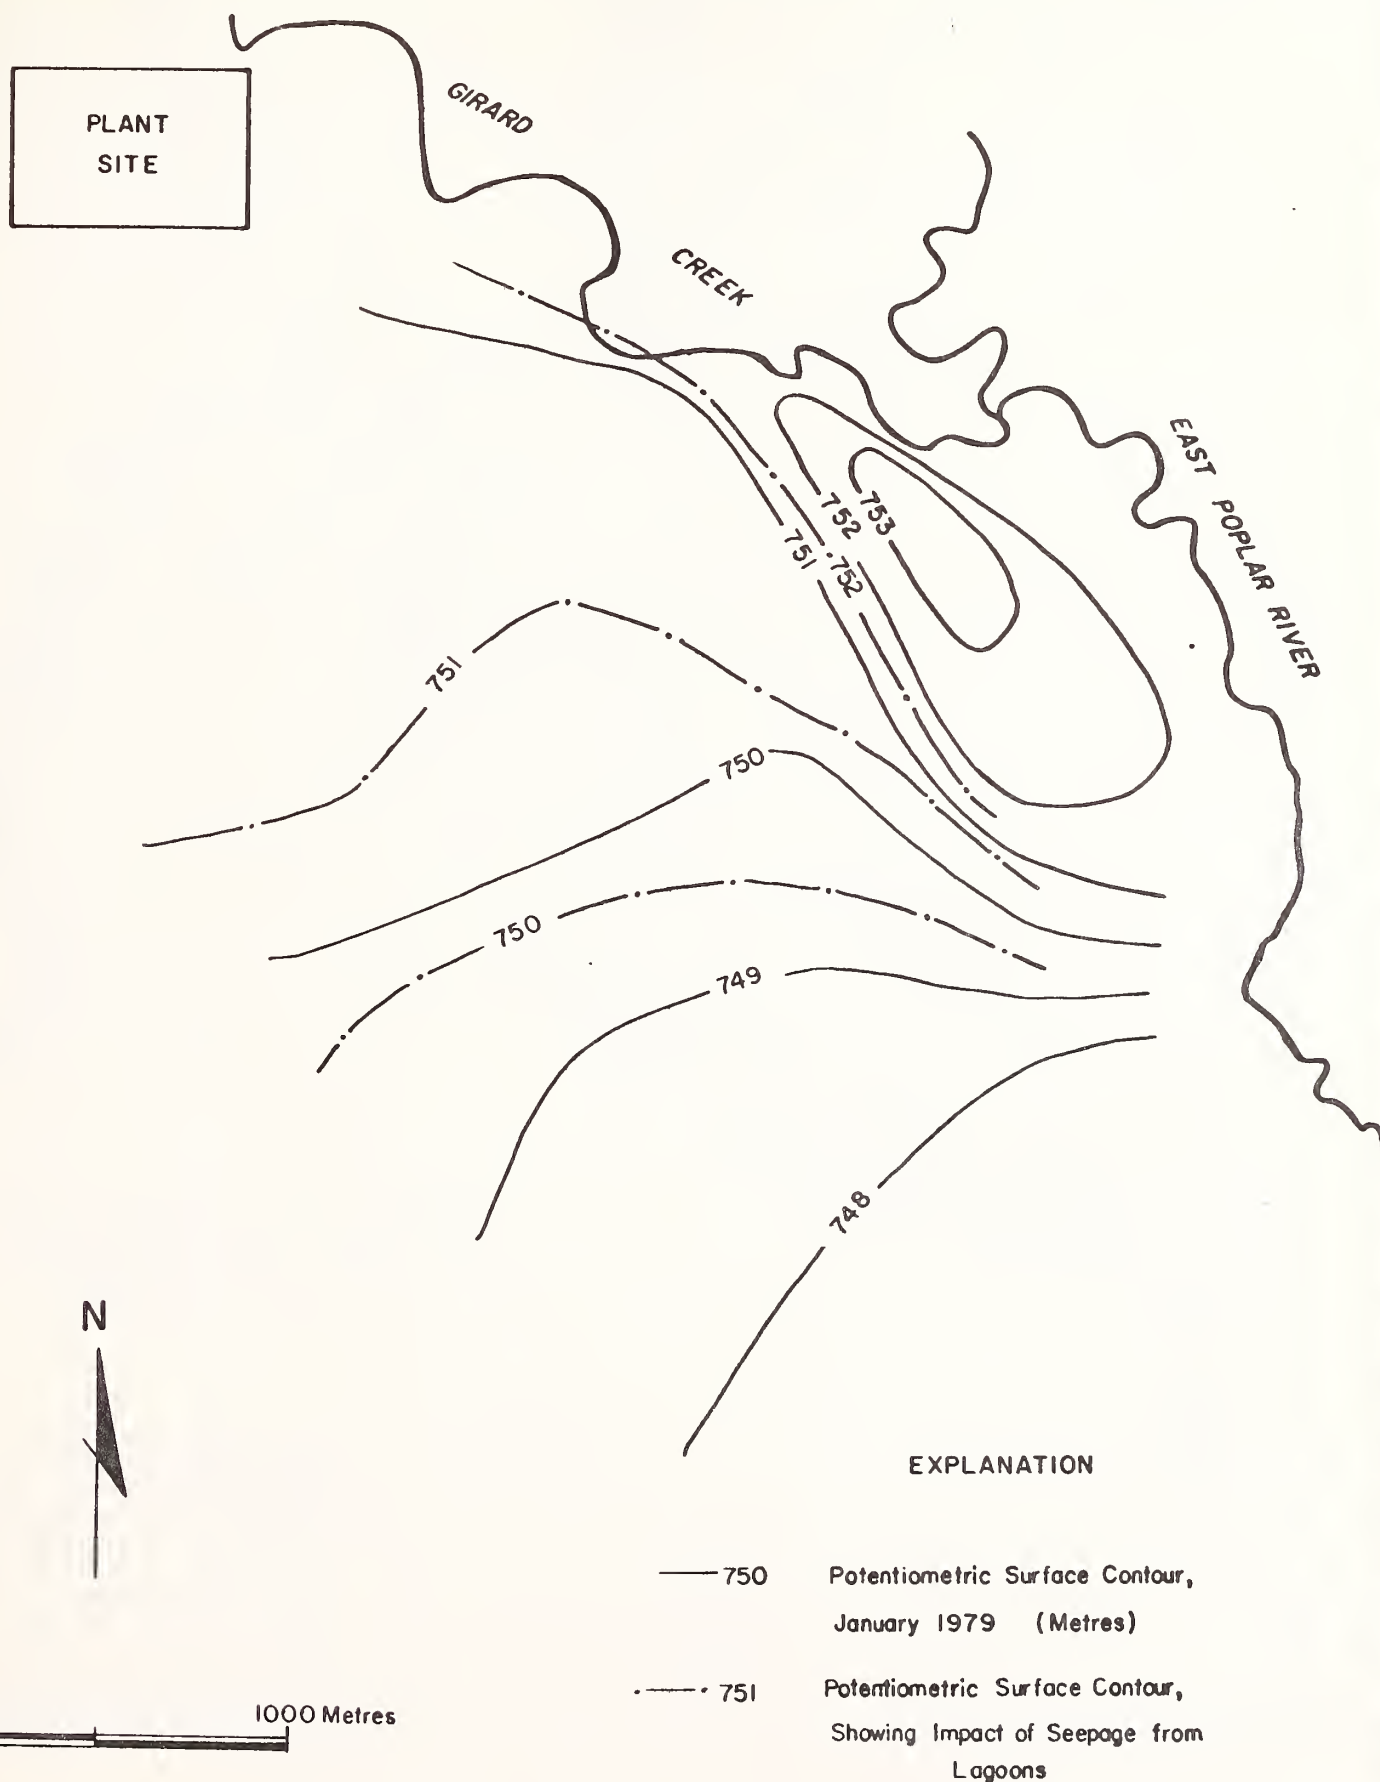 PLANT
SITE
GIRARD
CREEK
EAST POPLAR RIVER
752
753
751
752
751
750
750
749
748
N
EXPLANATION
750 Potentiometric Surface Contour,
January 1979 (Metres)
751 Potentiometric Surface Contour,
Showing Impact of Seepage from
Lagoons
1000 Metres